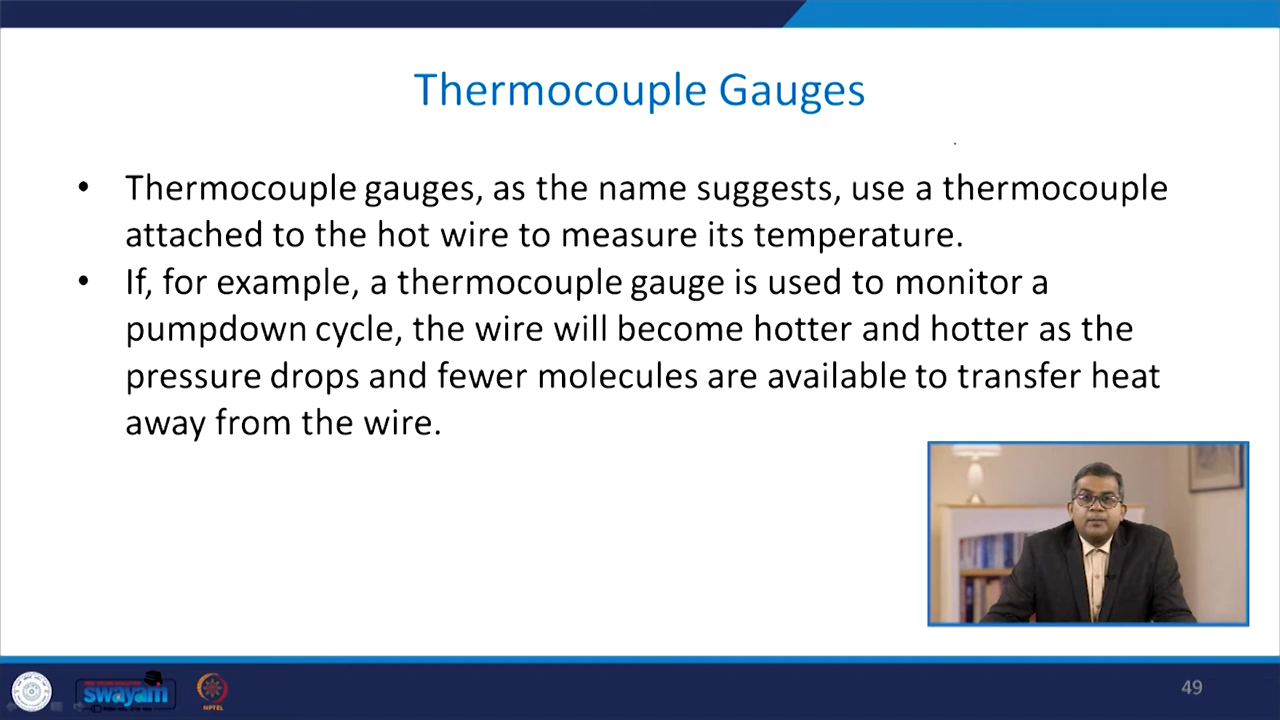 Thermocouple Gauges
• Thermocouple gauges, as the name suggests, use a thermocouple
attached to the hot wire to measure its temperature.
• If, for example, a thermocouple gauge is used to monitor a
pumpdown cycle, the wire will become hotter and hotter as the
pressure drops and fewer molecules are available to transfer heat
away from the wire.
swayam
NPTEL
49